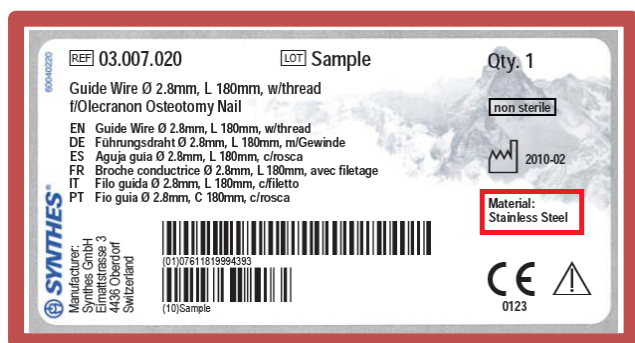 60040220
REF 03.007.020
LOT Sample
Qty. 1
Guide Wire Ø 2.8mm, L 180mm, w/thread
f/Olecranon Osteotomy Nail
non sterile
EN Guide Wire Ø 2.8mm, L 180mm, w/thread
DE Führungsdraht Ø 2.8mm, L 180mm, m/Gewinde
ES Aguja guía Ø 2.8mm, L 180mm, c/rosca
FR Broche conductrice Ø 2.8mm, L 180mm, avec filetage
IT Filo guida Ø 2.8mm, L 180mm, c/filetto
PT Fio guia Ø 2.8mm, C 180mm, c/rosca
2010-02
Material:
Stainless Steel
SYNTHES®
Manufacturer:
Synthes GmbH
Eimattstrasse 3
4436 Oberdorf
Switzerland
(01)07611819994393
(10)Sample
CE
0123